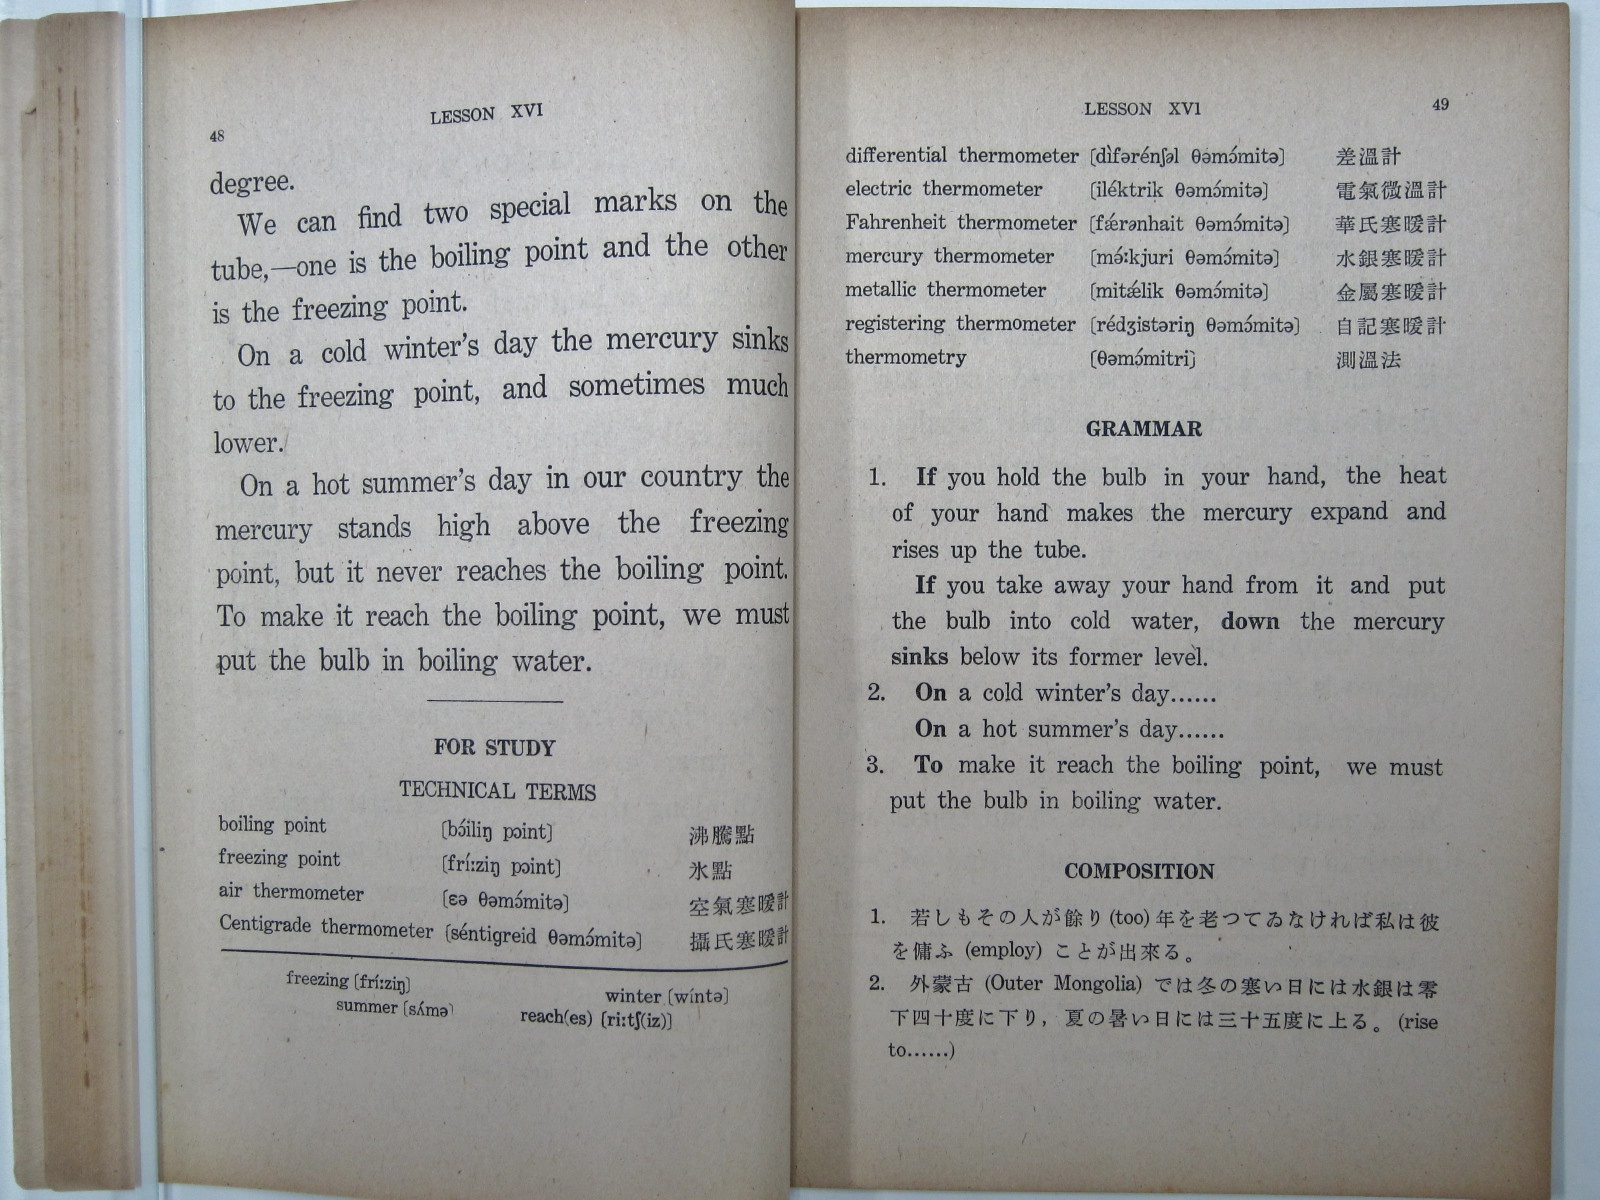 48
LESSON XVI
degree.
We can find two special marks on the
tube,—one is the boiling point and the other
is the freezing point.
On a cold winter's day the mercury sinks
to the freezing point, and sometimes much
lower.
On a hot summer's day in our country the
mercury stands high above the freezing
point, but it never reaches the boiling point.
To make it reach the boiling point, we must
put the bulb in boiling water.
FOR STUDY
TECHNICAL TERMS
boiling point [bɔ́iliŋ pɔint] 沸騰點
freezing point [fríːziŋ pɔint] 氷點
air thermometer [ɛə θəmɔ́mitə] 空氣寒暖計
Centigrade thermometer [séntigreid θəmɔ́mitə] 攝氏寒暖計
freezing [fríːziŋ]
winter [wíntə]
summer [sʌ́mə]
reach(es) [riːtʃ(iz)]
LESSON XVI
49
differential thermometer [dìfərénʃəl θəmɔ́mitə] 差溫計
electric thermometer [iléktrik θəmɔ́mitə] 電氣微溫計
Fahrenheit thermometer [fǽrənhait θəmɔ́mitə] 華氏寒暖計
mercury thermometer [mə́ːkjuri θəmɔ́mitə] 水銀寒暖計
metallic thermometer [mitǽlik θəmɔ́mitə] 金屬寒暖計
registering thermometer [rédʒistəriŋ θəmɔ́mitə] 自記寒暖計
thermometry [θəmɔ́mitri] 測溫法
GRAMMAR
1. If you hold the bulb in your hand, the heat
of your hand makes the mercury expand and
rises up the tube.
If you take away your hand from it and put
the bulb into cold water, down the mercury
sinks below its former level.
2. On a cold winter's day......
On a hot summer's day......
3. To make it reach the boiling point, we must
put the bulb in boiling water.
COMPOSITION
1. 若しもその人が餘り (too) 年を老つてゐなければ私は彼
を傭ふ (employ) ことが出來る。
2. 外蒙古 (Outer Mongolia) では冬の寒い日には水銀は零
下四十度に下り, 夏の暑い日には三十五度に上る。 (rise
to......)